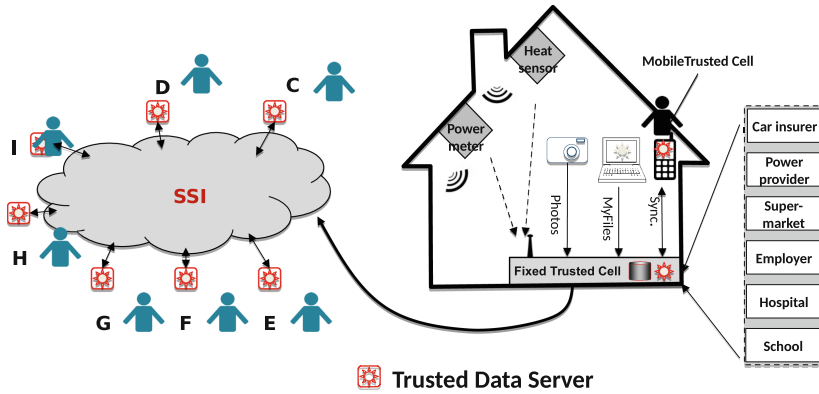 D
C
I
SSI
H
G
F
E
Heat
sensor
Power
meter
MobileTrusted Cell
Photos
MyFiles
Sync.
Fixed Trusted Cell
Car insurer
Power
provider
Super-
market
Employer
Hospital
School
Trusted Data Server